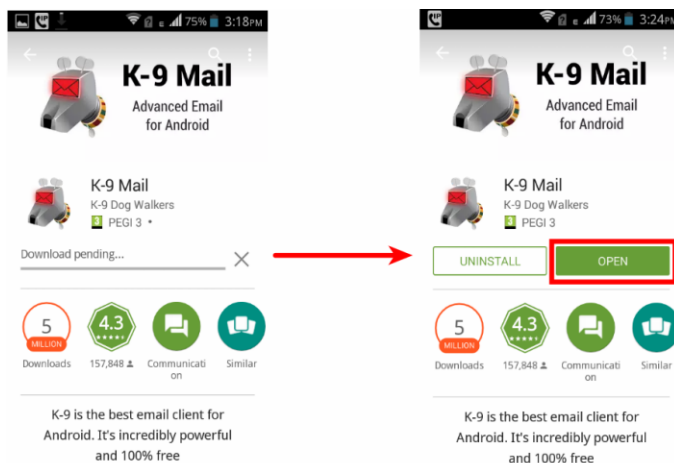 75% 3:18PM
K-9 Mail
Advanced Email
for Android
K-9 Mail
K-9 Dog Walkers
3 PEGI 3 •
Download pending...
5
MILLION
4.3
Downloads
157,848
Communicati
on
Similar
K-9 is the best email client for
Android. It's incredibly powerful
and 100% free
73% 3:24PM
K-9 Mail
Advanced Email
for Android
K-9 Mail
K-9 Dog Walkers
3 PEGI 3
UNINSTALL
OPEN
5
MILLION
4.3
Downloads
157,848
Communicati
on
Similar
K-9 is the best email client for
Android. It's incredibly powerful
and 100% free